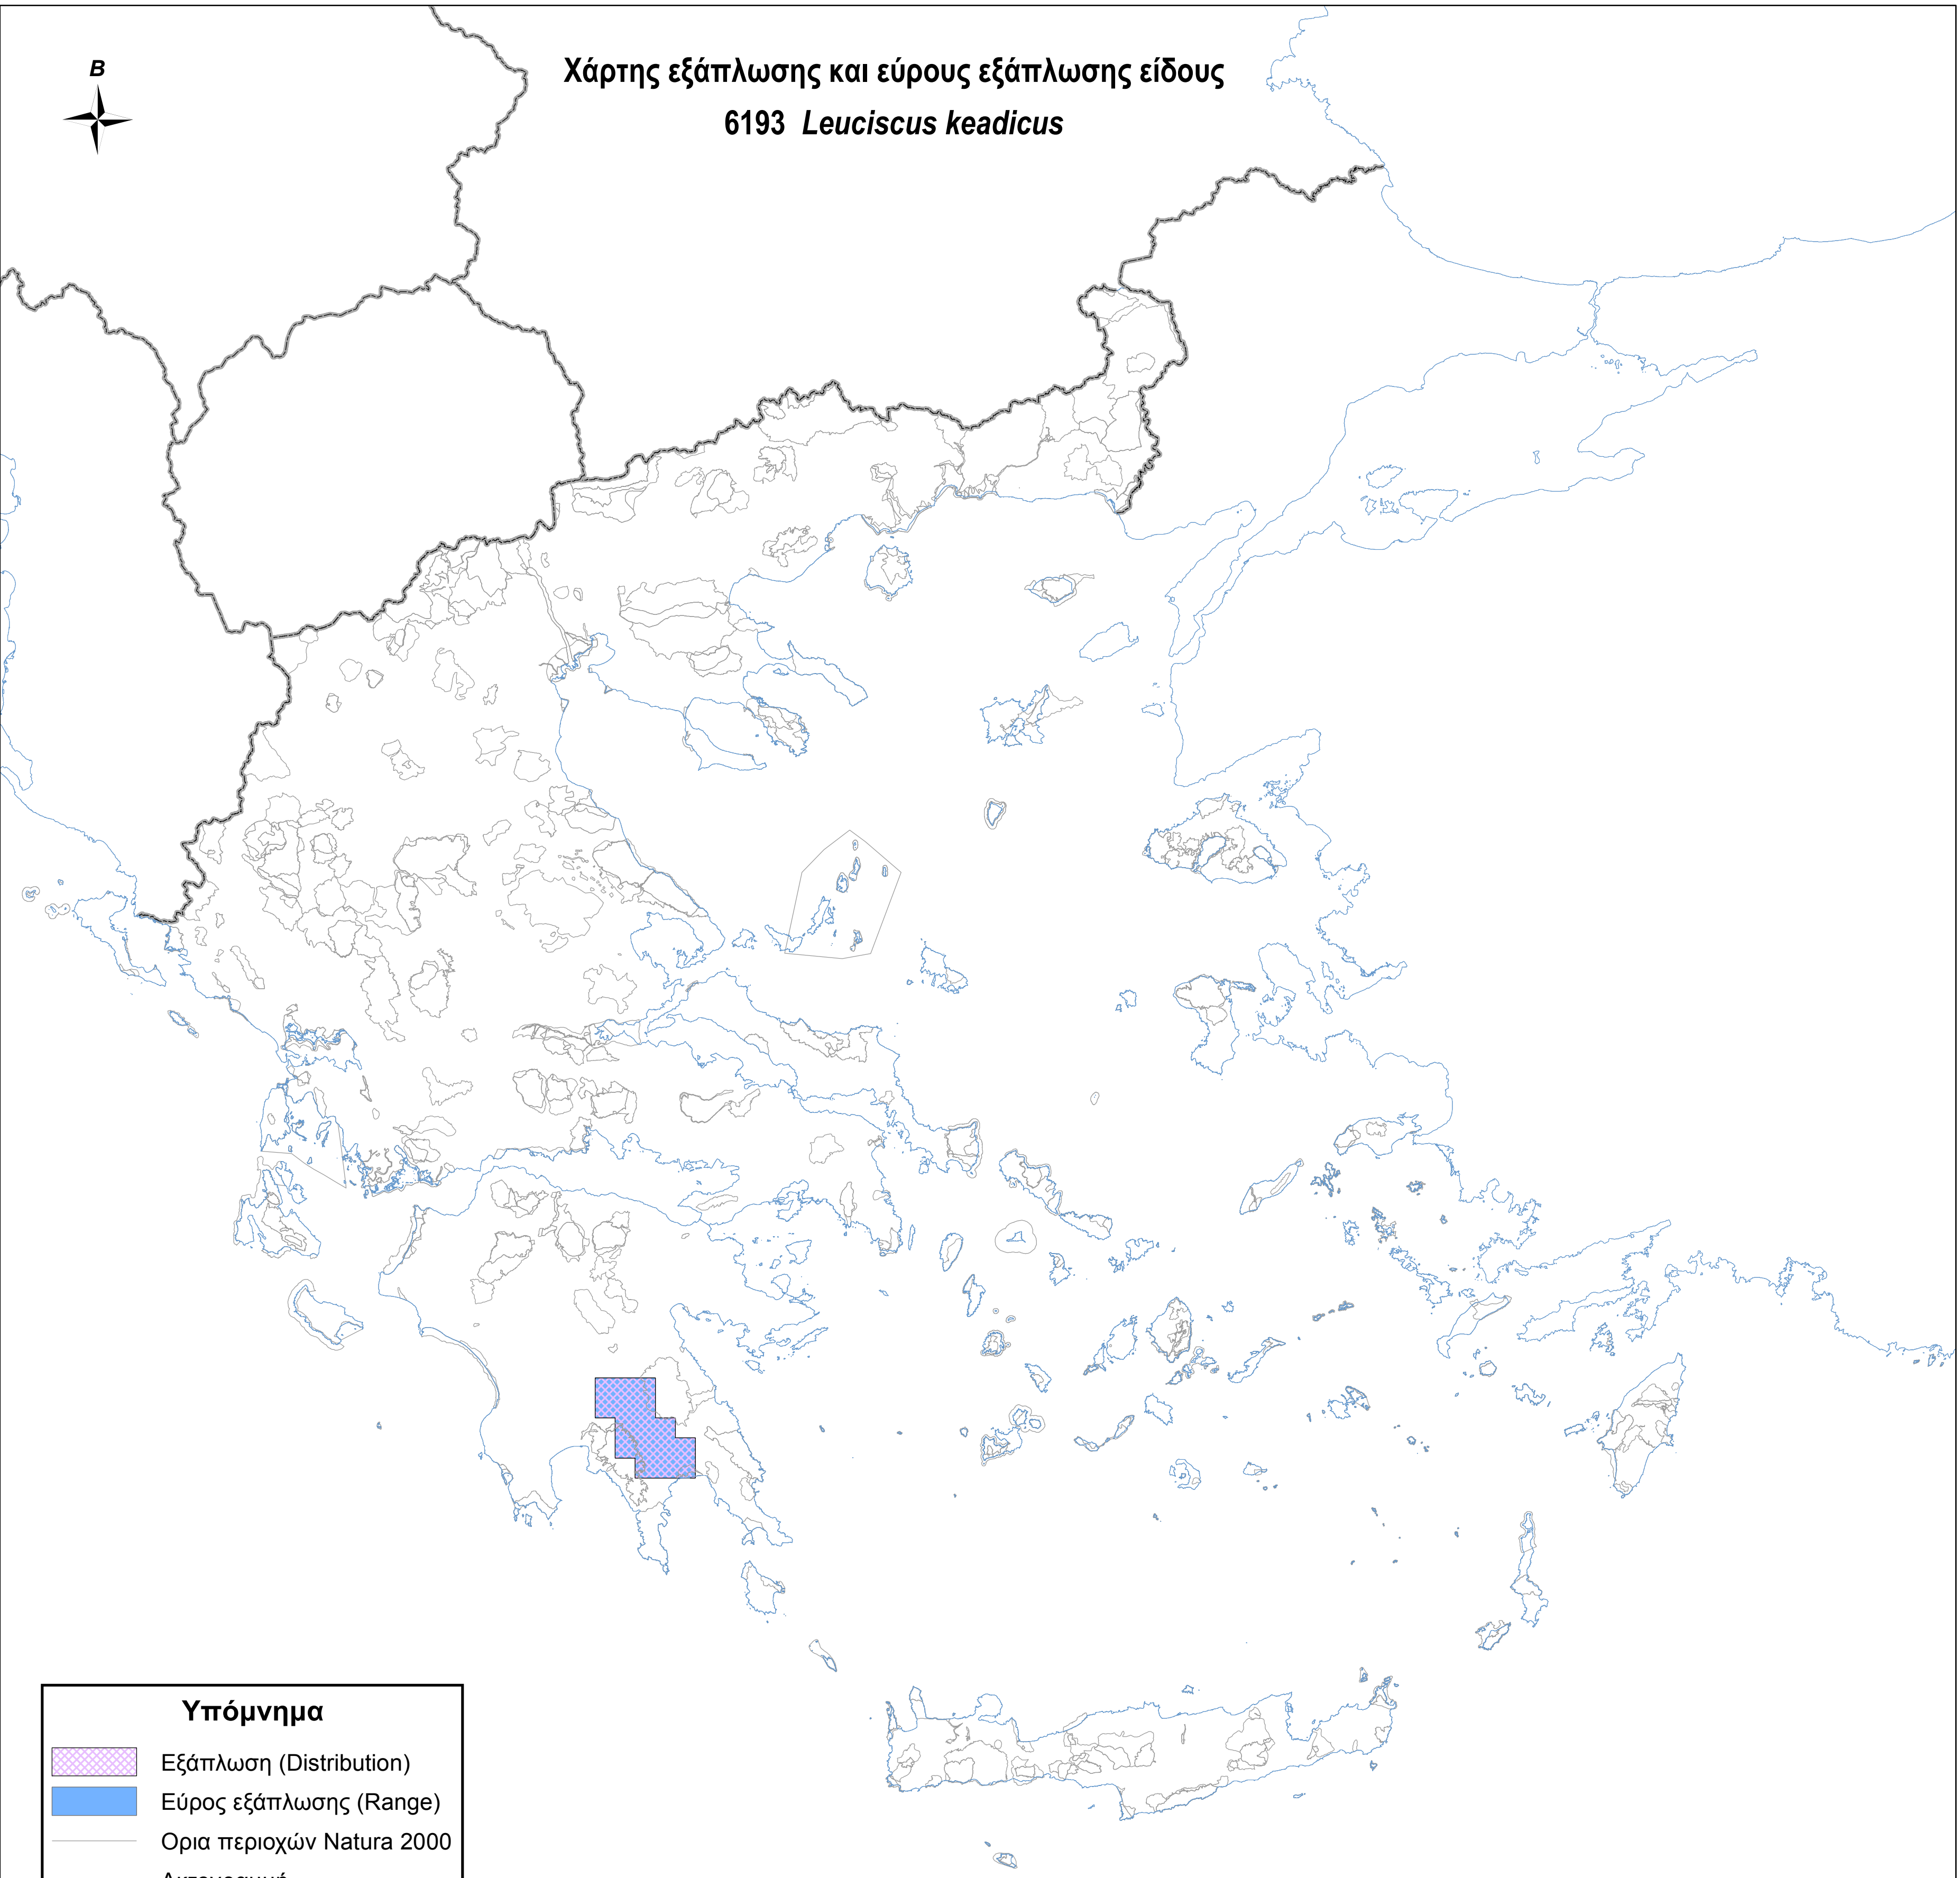 B
Χάρτης εξάπλωσης και εύρους εξάπλωσης είδους
6193 Leuciscus keadicus
Υπόμνημα
Εξάπλωση (Distribution)
Εύρος εξάπλωσης (Range)
Ορια περιοχών Natura 2000